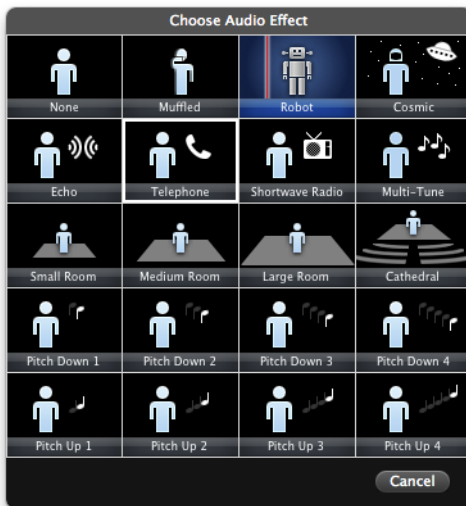 Choose Audio Effect
None Muffled Robot Cosmic
Echo Telephone Shortwave Radio Multi-Tune
Small Room Medium Room Large Room Cathedral
Pitch Down 1 Pitch Down 2 Pitch Down 3 Pitch Down 4
Pitch Up 1 Pitch Up 2 Pitch Up 3 Pitch Up 4
Cancel